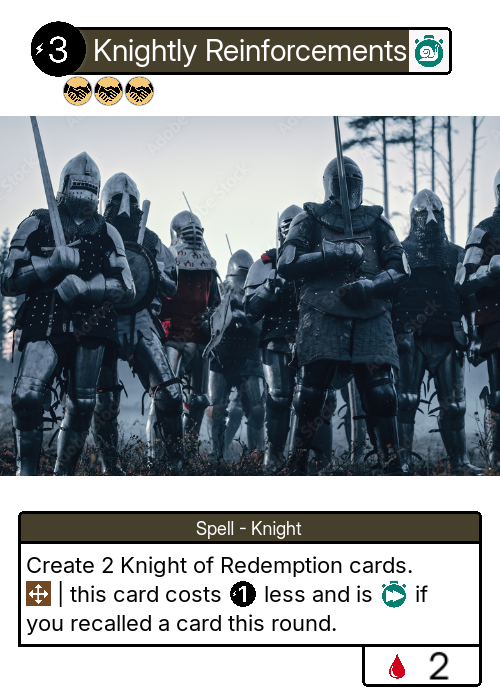 3 Knightly Reinforcements
Spell - Knight
Create 2 Knight of Redemption cards.
| this card costs 1 less and is if
you recalled a card this round.
2